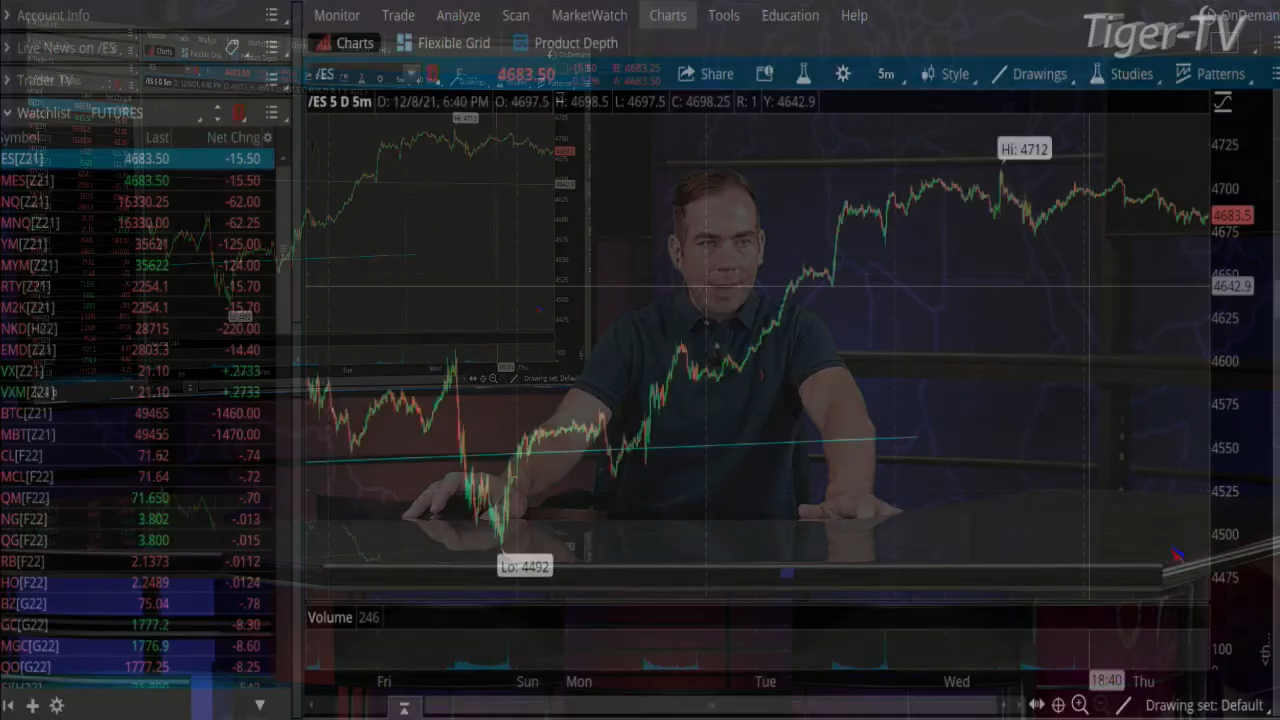 Account Info
Monitor Trade Analyze Scan MarketWatch Charts Tools Education Help
OnDemand
Tiger-TV
Live News on /ES
Charts Flexible Grid Product Depth
Trader TV
/ES 4683.50 -15.50 B: 4683.25 Share 5m Style Drawings Studies Patterns
Watchlist FUTURES
/ES 5 D 5m D: 12/8/21, 6:40 PM O: 4697.5 H: 4698.5 L: 4697.5 C: 4698.25 R: 1 Y: 4642.9
Symbol Last Net Chng
ES[Z21] 4683.50 -15.50
MES[Z21] 4683.50 -15.50
NQ[Z21] 16330.25 -62.00
MNQ[Z21] 16330.00 -62.25
YM[Z21] 35621 -125.00
MYM[Z21] 35622 -124.00
RTY[Z21] 2254.1 -15.70
M2K[Z21] 2254.1 -15.70
NKD[H22] 28715 -220.00
EMD[Z21] 2803.3 -14.40
VX[Z21] 21.10 +.2733
VXM[Z21] 21.10 +.2733
BTC[Z21] 49465 -1460.00
MBT[Z21] 49455 -1470.00
CL[F22] 71.62 -.74
MCL[F22] 71.64 -.72
QM[F22] 71.650 -.70
NG[F22] 3.802 -.013
QG[F22] 3.800 -.015
RB[F22] 2.1373 -.0112
HO[F22] 2.2489 -.0124
BZ[G22] 75.04 -.78
GC[G22] 1777.2 -8.30
MGC[G22] 1776.9 -8.60
QO[G22] 1777.25 -8.25
Hi: 4712
Lo: 4492
4725
4700
4683.5
4675
4650
4642.9
4625
4600
4575
4550
4525
4500
4475
Volume 246
100
Fri Sun Mon Tue Wed 18:40 Thu
Drawing set: Default